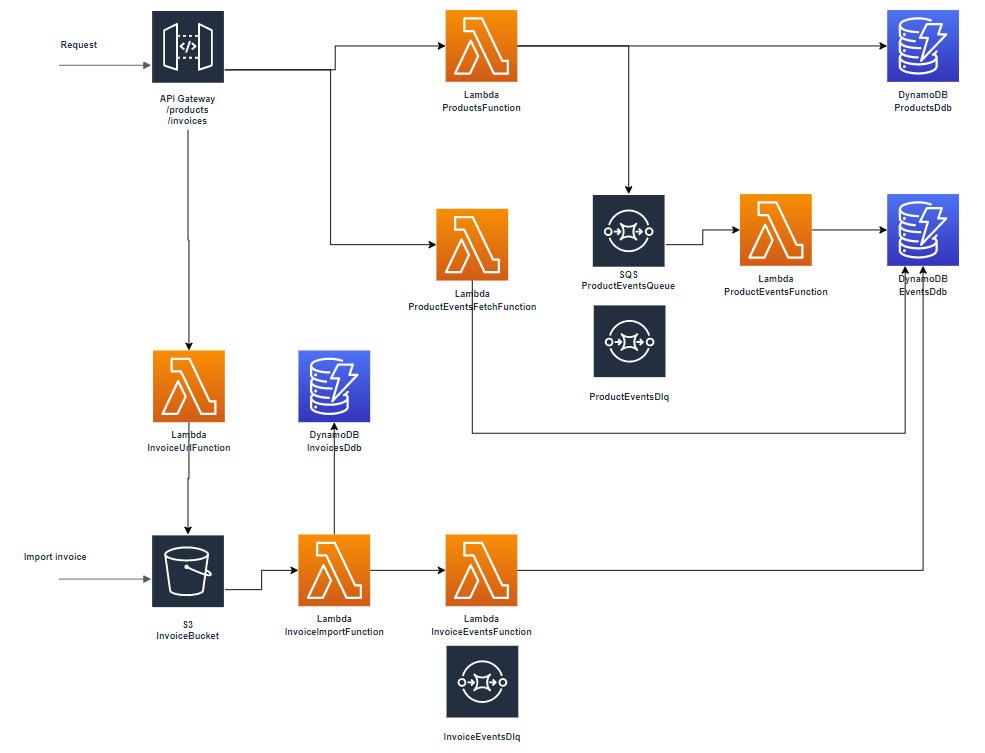 Request
API Gateway
/products
/invoices
Lambda
ProductsFunction
DynamoDB
ProductsDdb
Lambda
ProductEventsFetchFunction
SQS
ProductEventsQueue
Lambda
ProductEventsFunction
DynamoDB
EventsDdb
ProductEventsDlq
Lambda
InvoiceUrlFunction
DynamoDB
InvoicesDdb
Import invoice
S3
InvoiceBucket
Lambda
InvoiceImportFunction
Lambda
InvoiceEventsFunction
InvoiceEventsDlq